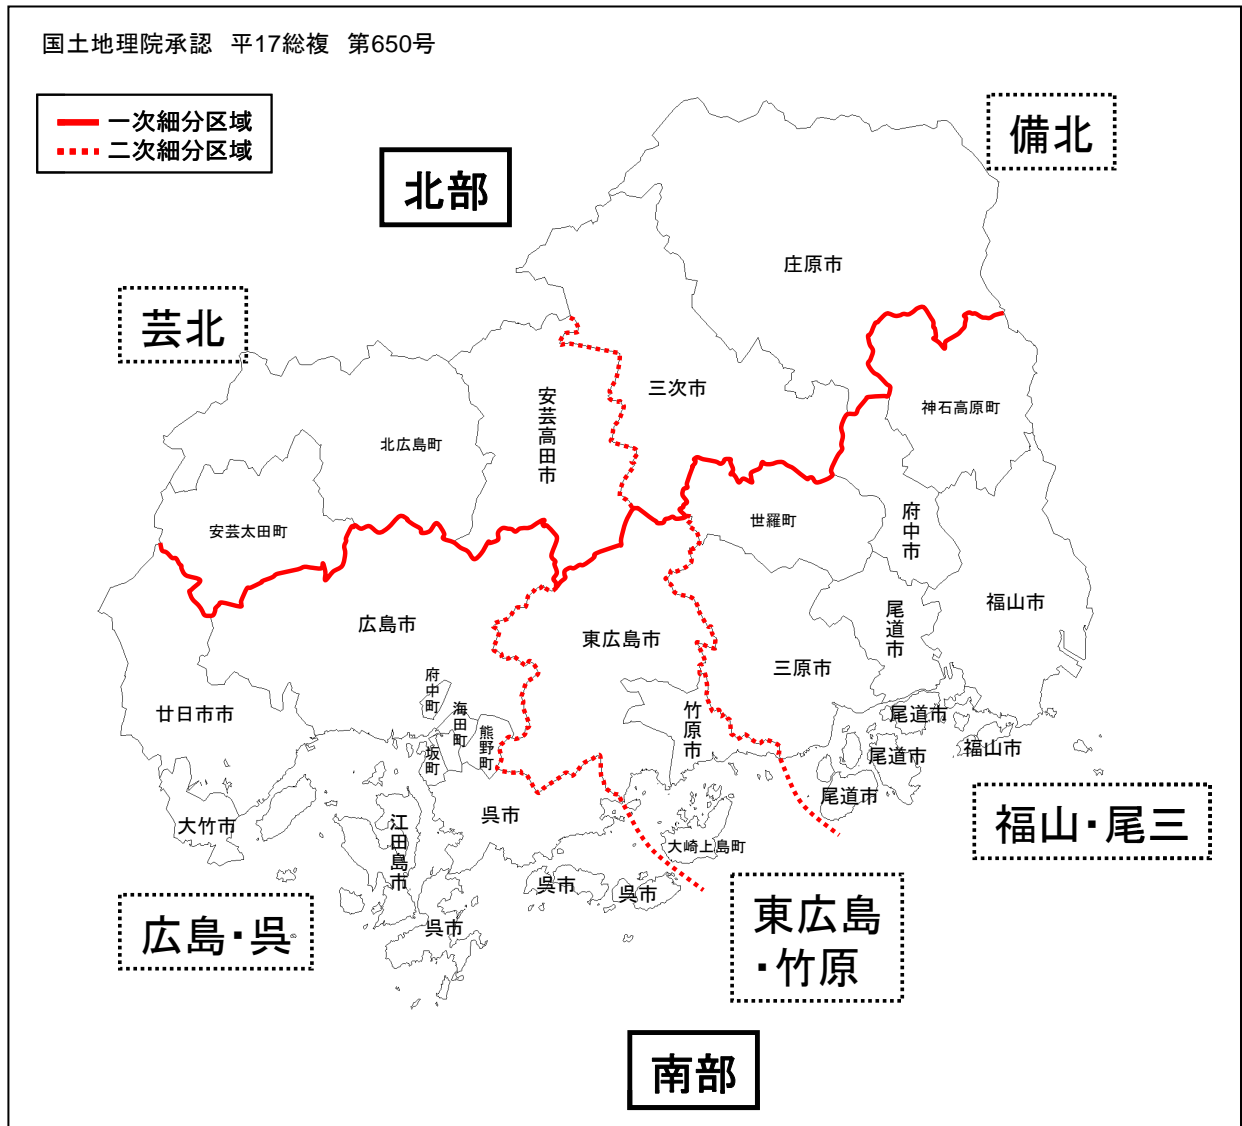 国土地理院承認　平17総複　第650号
一次細分区域
二次細分区域
備北
北部
庄原市
芸北
三次市
安芸高田市
神石高原町
北広島町
安芸太田町
世羅町
府中市
福山市
尾道市
広島市
東広島市
三原市
府中町
海田町
熊野町
坂町
竹原市
廿日市市
尾道市
福山市
尾道市
尾道市
大竹市
呉市
江田島市
大崎上島町
福山・尾三
呉市
呉市
呉市
広島・呉
東広島
・竹原
南部